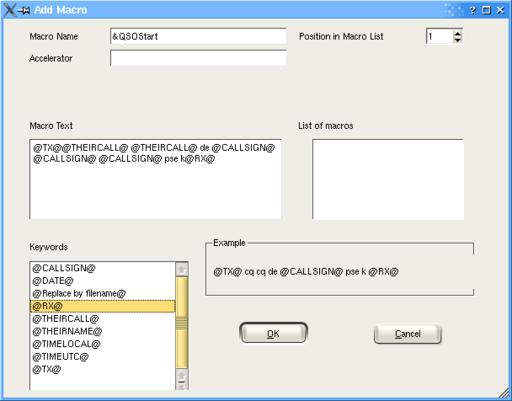 Add Macro
Macro Name
&QSOStart
Position in Macro List
1
Accelerator
Macro Text
List of macros
@TX@@THEIRCALL@ @THEIRCALL@ de @CALLSIGN@
@CALLSIGN@ @CALLSIGN@ pse k@RX@
Keywords
Example
@CALLSIGN@
@DATE@
@Replace by filename@
@RX@
@THEIRCALL@
@THEIRNAME@
@TIMELOCAL@
@TIMEUTC@
@TX@
@TX@ cq cq de @CALLSIGN@ pse k @RX@
OK
Cancel